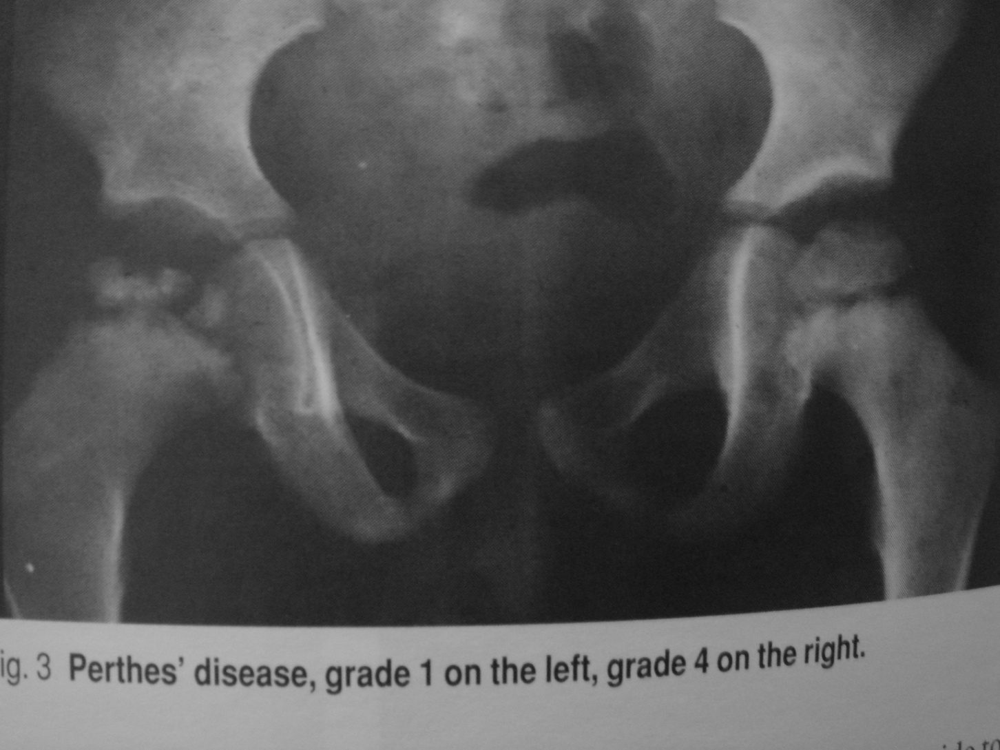 ig. 3 Perthes' disease, grade 1 on the left, grade 4 on the right.